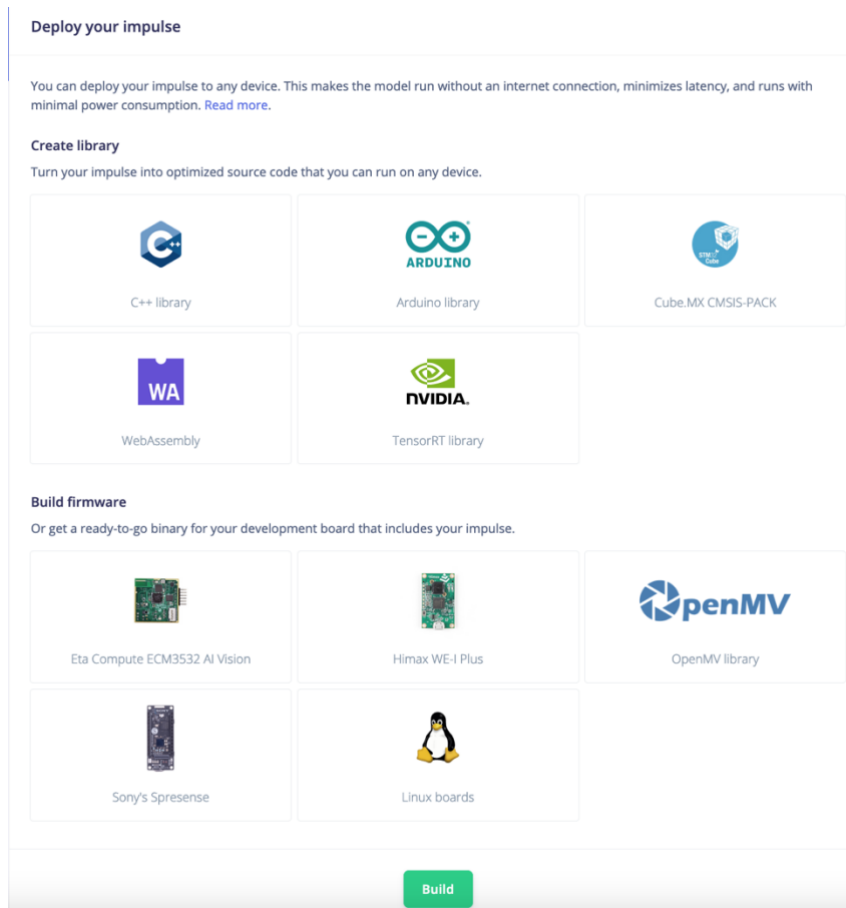 Deploy your impulse
You can deploy your impulse to any device. This makes the model run without an internet connection, minimizes latency, and runs with
minimal power consumption. Read more.
Create library
Turn your impulse into optimized source code that you can run on any device.
C++
ARDUINO
STM32
Cube
C++ library
Arduino library
Cube.MX CMSIS-PACK
WA
NVIDIA.
WebAssembly
TensorRT library
Build firmware
Or get a ready-to-go binary for your development board that includes your impulse.
OpenMV
Eta Compute ECM3532 AI Vision
Himax WE-I Plus
OpenMV library
Sony's Spresense
Linux boards
Build